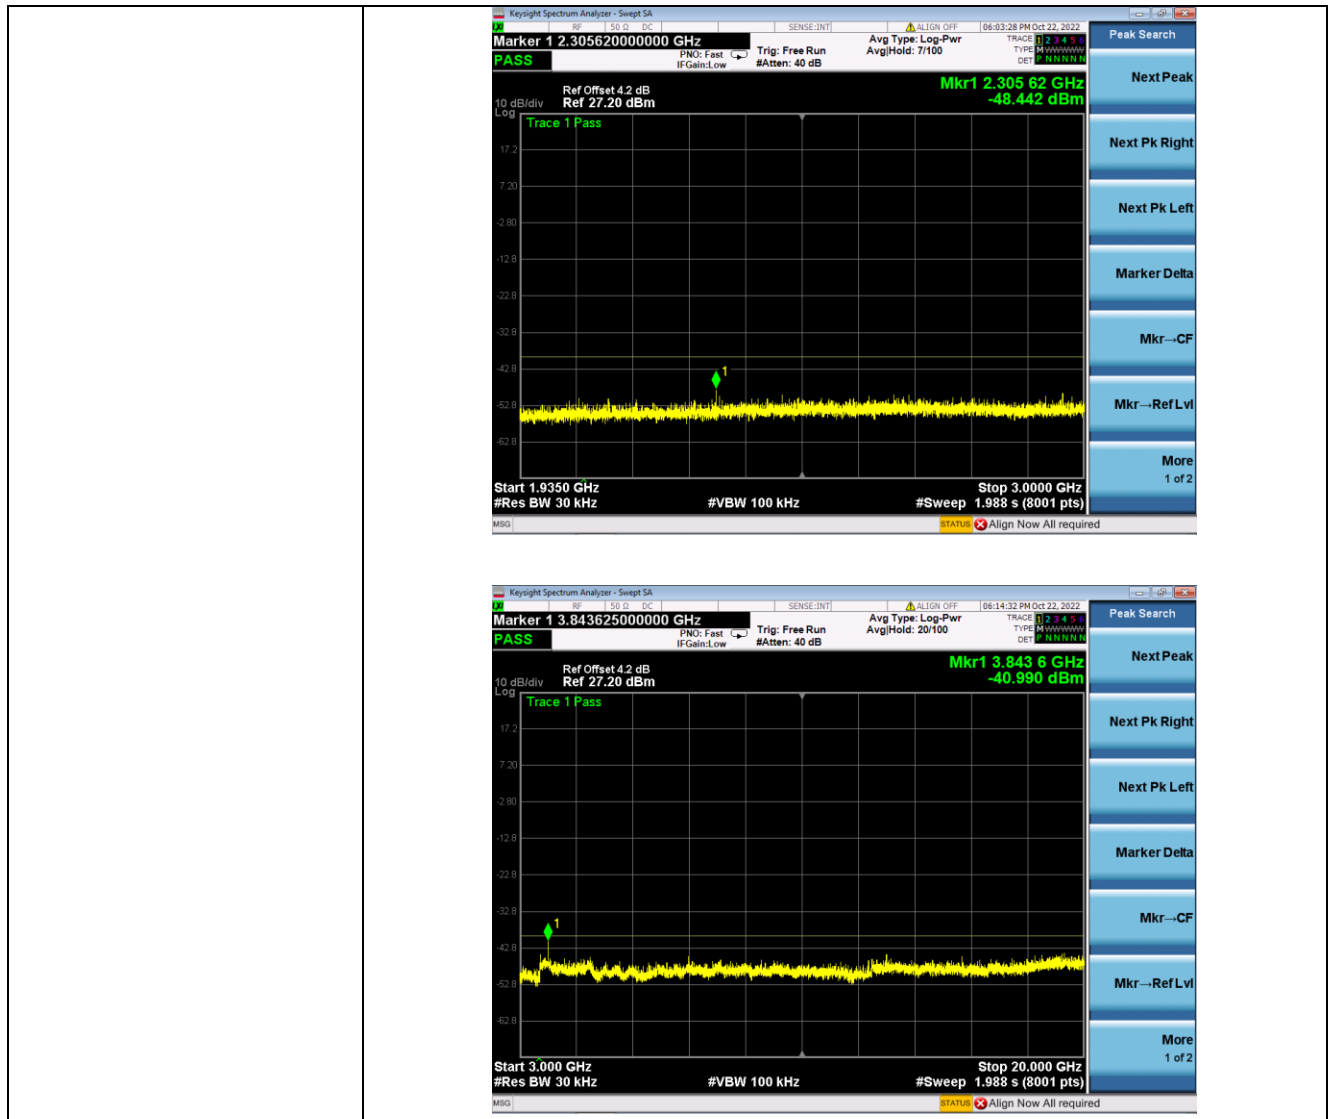 Keysight Spectrum Analyzer - Swept SA
RF 50 Ω DC SENSE:INT ALIGN OFF 06:03:28 PM Oct 22, 2022
Marker 1 2.305620000000 GHz
PASS
PNO: Fast
IFGain:Low
Trig: Free Run
#Atten: 40 dB
Avg Type: Log-Pwr
Avg|Hold: 7/100
TRACE 1 2 3 4 5 6
TYPE M WWWWW
DET P N N N N N
Mkr1 2.305 62 GHz
-48.442 dBm
Ref Offset 4.2 dB
10 dB/div Ref 27.20 dBm
Log
Trace 1 Pass
17.2
7.20
-2.80
-12.8
-22.8
-32.8
-42.8
-52.8
-62.8
1
Start 1.9350 GHz
Stop 3.0000 GHz
#Res BW 30 kHz
#VBW 100 kHz
#Sweep 1.988 s (8001 pts)
MSG
STATUS Align Now All required
Peak Search
Next Peak
Next Pk Right
Next Pk Left
Marker Delta
Mkr→CF
Mkr→Ref Lvl
More
1 of 2
Keysight Spectrum Analyzer - Swept SA
RF 50 Ω DC SENSE:INT ALIGN OFF 06:14:32 PM Oct 22, 2022
Marker 1 3.843625000000 GHz
PASS
PNO: Fast
IFGain:Low
Trig: Free Run
#Atten: 40 dB
Avg Type: Log-Pwr
Avg|Hold: 20/100
TRACE 1 2 3 4 5 6
TYPE M WWWWW
DET P N N N N N
Mkr1 3.843 6 GHz
-40.990 dBm
Ref Offset 4.2 dB
10 dB/div Ref 27.20 dBm
Log
Trace 1 Pass
17.2
7.20
-2.80
-12.8
-22.8
-32.8
-42.8
-52.8
-62.8
1
Start 3.000 GHz
Stop 20.000 GHz
#Res BW 30 kHz
#VBW 100 kHz
#Sweep 1.988 s (8001 pts)
MSG
STATUS Align Now All required
Peak Search
Next Peak
Next Pk Right
Next Pk Left
Marker Delta
Mkr→CF
Mkr→Ref Lvl
More
1 of 2